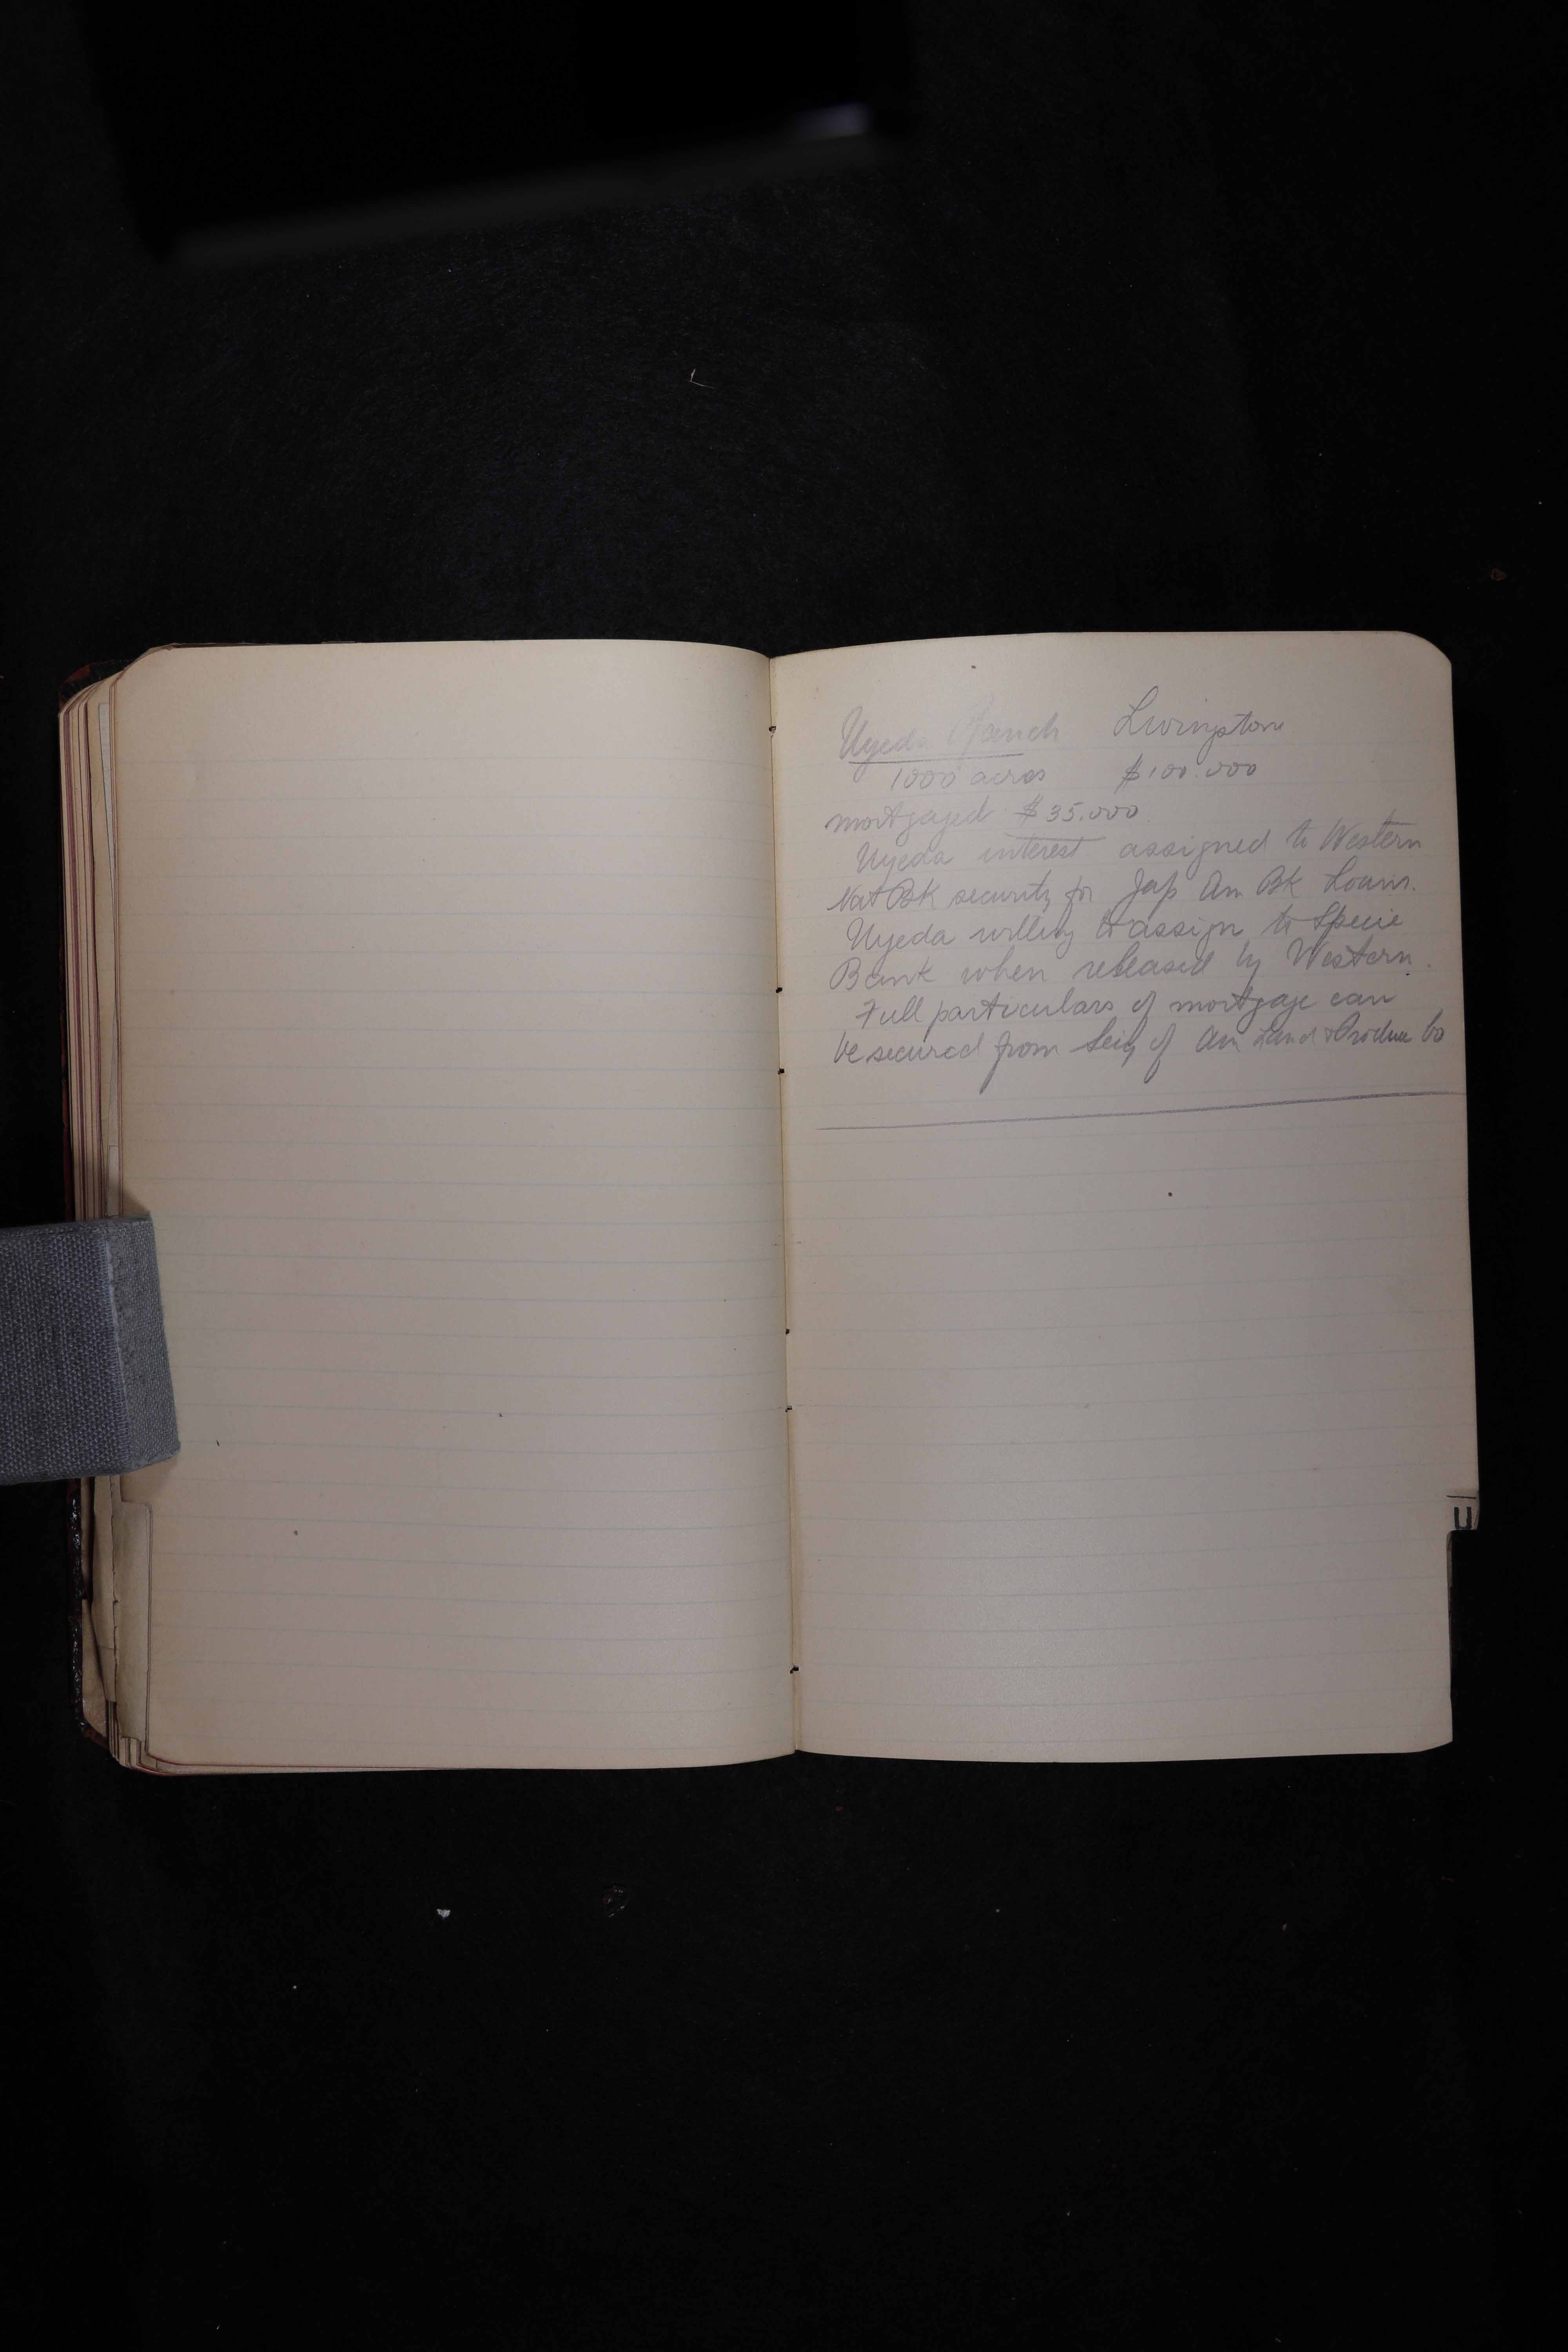 Uyeda Ranch Livingston
1000 acres $100.000
mortgaged $35.000
Uyeda interest assigned to Western
Nat Bk security for Jap Am Bk Loans.
Uyeda willing to assign to Specie
Bank when released by Western.
Full particulars of mortgage can
be secured from Secy of Am Land & Produce Co
U